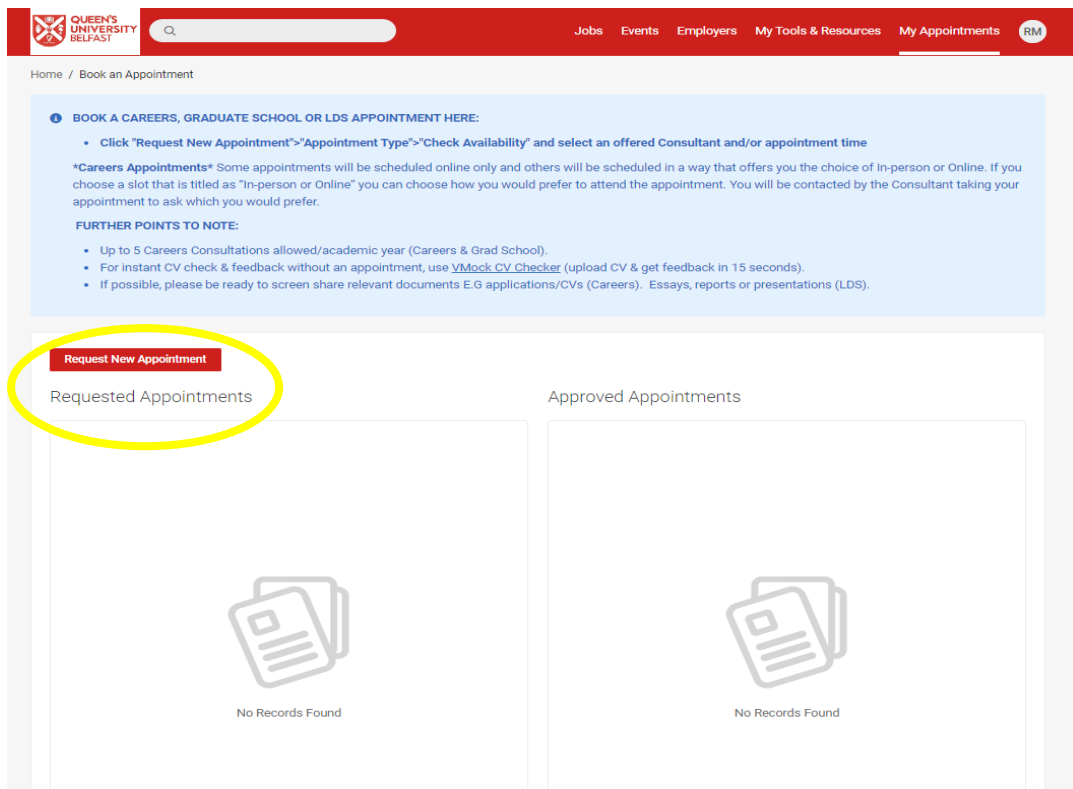 QUEEN'S
UNIVERSITY
BELFAST
Jobs Events Employers My Tools & Resources My Appointments RM
Home / Book an Appointment
BOOK A CAREERS, GRADUATE SCHOOL OR LDS APPOINTMENT HERE:
• Click "Request New Appointment">"Appointment Type">"Check Availability" and select an offered Consultant and/or appointment time
*Careers Appointments* Some appointments will be scheduled online only and others will be scheduled in a way that offers you the choice of In-person or Online. If you
choose a slot that is titled as “In-person or Online” you can choose how you would prefer to attend the appointment. You will be contacted by the Consultant taking your
appointment to ask which you would prefer.
FURTHER POINTS TO NOTE:
• Up to 5 Careers Consultations allowed/academic year (Careers & Grad School).
• For instant CV check & feedback without an appointment, use VMock CV Checker (upload CV & get feedback in 15 seconds).
• If possible, please be ready to screen share relevant documents E.G applications/CVs (Careers). Essays, reports or presentations (LDS).
Request New Appointment
Requested Appointments
Approved Appointments
No Records Found
No Records Found